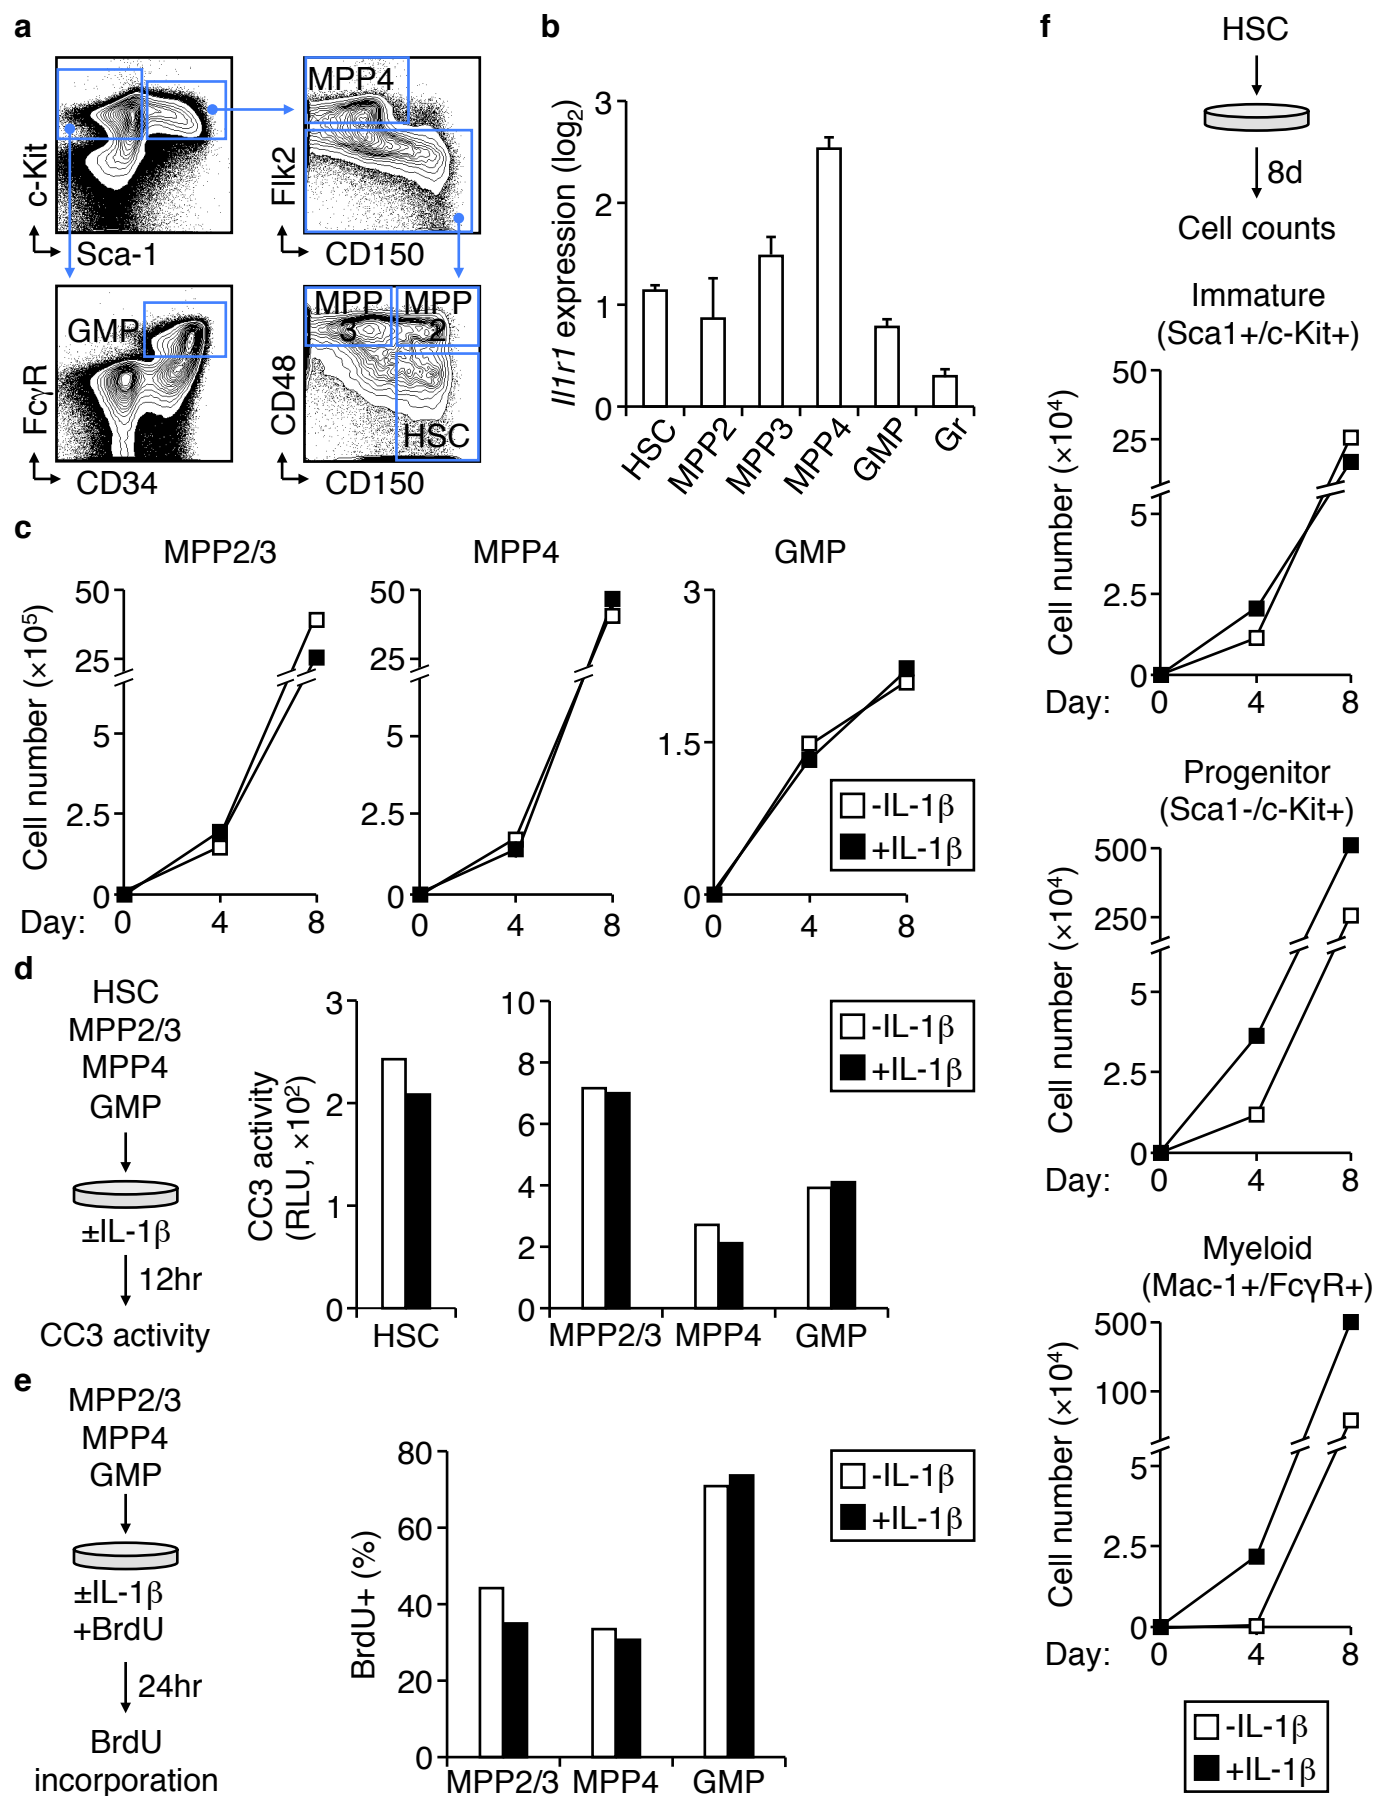 a
c-Kit
Sca-1
MPP4
Flk2
CD150
GMP
FcγR
CD34
MPP
3
MPP
2
HSC
CD48
CD150
b
Il1r1 expression (log2)
3
2
1
0
HSC
MPP2
MPP3
MPP4
GMP
Gr
c
MPP2/3
MPP4
GMP
Cell number (×10⁵)
50
25
5
2.5
0
Day: 0 4 8
50
25
5
2.5
0
0 4 8
3
1.5
0
0 4 8
-IL-1β
+IL-1β
d
HSC
MPP2/3
MPP4
GMP
±IL-1β
12hr
CC3 activity
CC3 activity
(RLU, ×10²)
3
2
1
0
HSC
10
8
6
4
2
0
MPP2/3 MPP4 GMP
-IL-1β
+IL-1β
e
MPP2/3
MPP4
GMP
±IL-1β
+BrdU
24hr
BrdU
incorporation
BrdU+ (%)
80
60
40
20
0
MPP2/3 MPP4 GMP
-IL-1β
+IL-1β
f
HSC
8d
Cell counts
Immature
(Sca1+/c-Kit+)
Cell number (×10⁴)
50
25
5
2.5
0
Day: 0 4 8
Progenitor
(Sca1-/c-Kit+)
Cell number (×10⁴)
500
250
5
2.5
0
Day: 0 4 8
Myeloid
(Mac-1+/FcγR+)
Cell number (×10⁴)
500
100
5
2.5
0
Day: 0 4 8
-IL-1β
+IL-1β